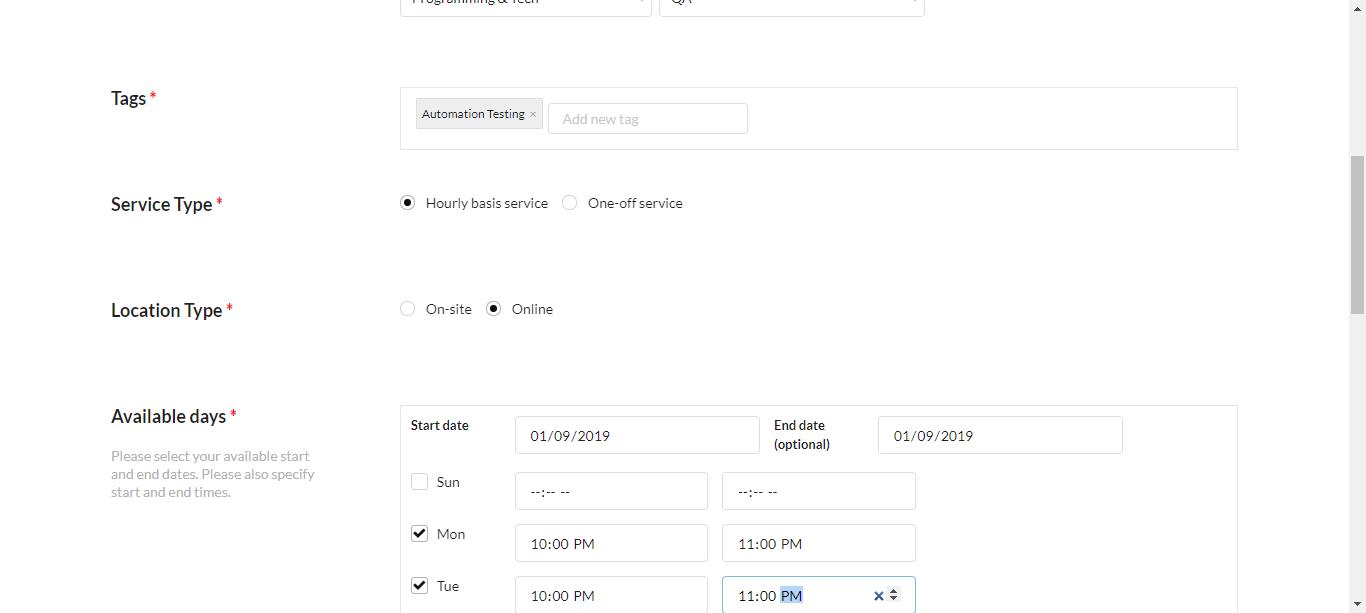 Programming & Tech QA
Tags *
Automation Testing × Add new tag
Service Type *
Hourly basis service One-off service
Location Type *
On-site Online
Available days *
Please select your available start
and end dates. Please also specify
start and end times.
Start date 01/09/2019 End date
(optional) 01/09/2019
Sun --:-- -- --:-- --
Mon 10:00 PM 11:00 PM
Tue 10:00 PM 11:00 PM